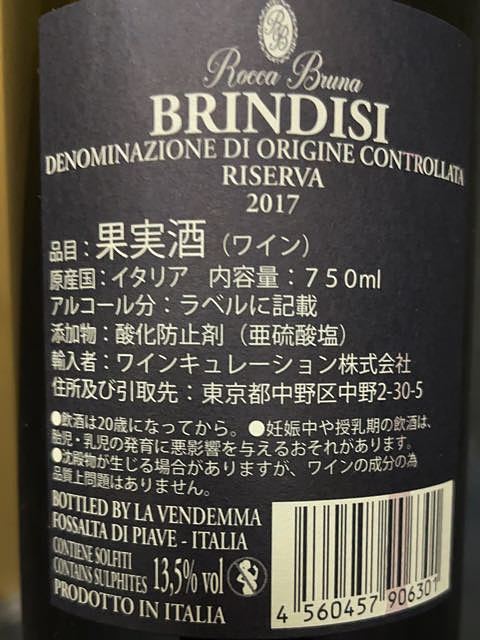 RB
Rocca Bruna
BRINDISI
DENOMINAZIONE DI ORIGINE CONTROLLATA
RISERVA
2017
品目：果実酒（ワイン）
原産国：イタリア　内容量：７５０ml
アルコール分：ラベルに記載
添加物：酸化防止剤（亜硫酸塩）
輸入者：ワインキュレーション株式会社
住所及び引取先：東京都中野区中野2-30-5
●飲酒は20歳になってから。●妊娠中や授乳期の飲酒は、
胎児・乳児の発育に悪影響を与えるおそれがあります。
●沈殿物が生じる場合がありますが、ワインの成分の為
品質上問題はありません。
BOTTLED BY LA VENDEMMA
FOSSALTA DI PIAVE - ITALIA
CONTIENE SOLFITI
CONTAINS SULPHITES 13,5% vol
PRODOTTO IN ITALIA
4 560457 906301